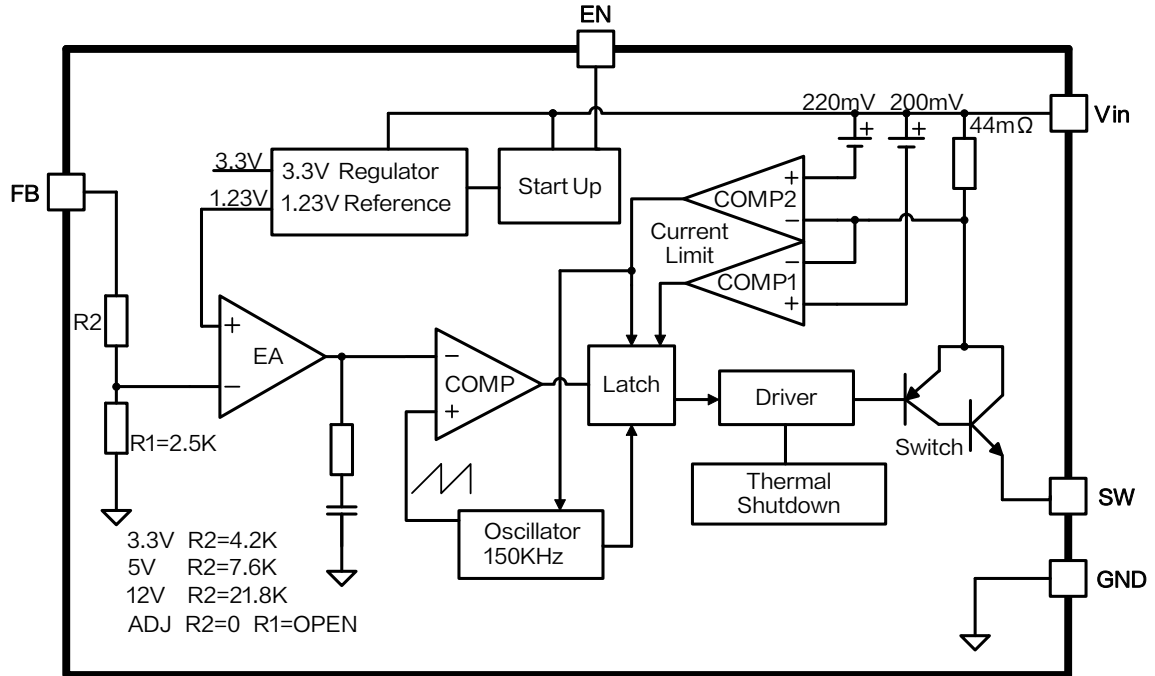 EN
220mV
200mV
Vin
44mΩ
3.3V
3.3V Regulator
FB
1.23V
1.23V Reference
Start Up
+
COMP2
−
Current
Limit
−
COMP1
+
R2
+
EA
−
−
COMP
+
Latch
Driver
R1=2.5K
Switch
Thermal
Shutdown
SW
Oscillator
150KHz
3.3V R2=4.2K
5V R2=7.6K
12V R2=21.8K
ADJ R2=0 R1=OPEN
GND
+
+